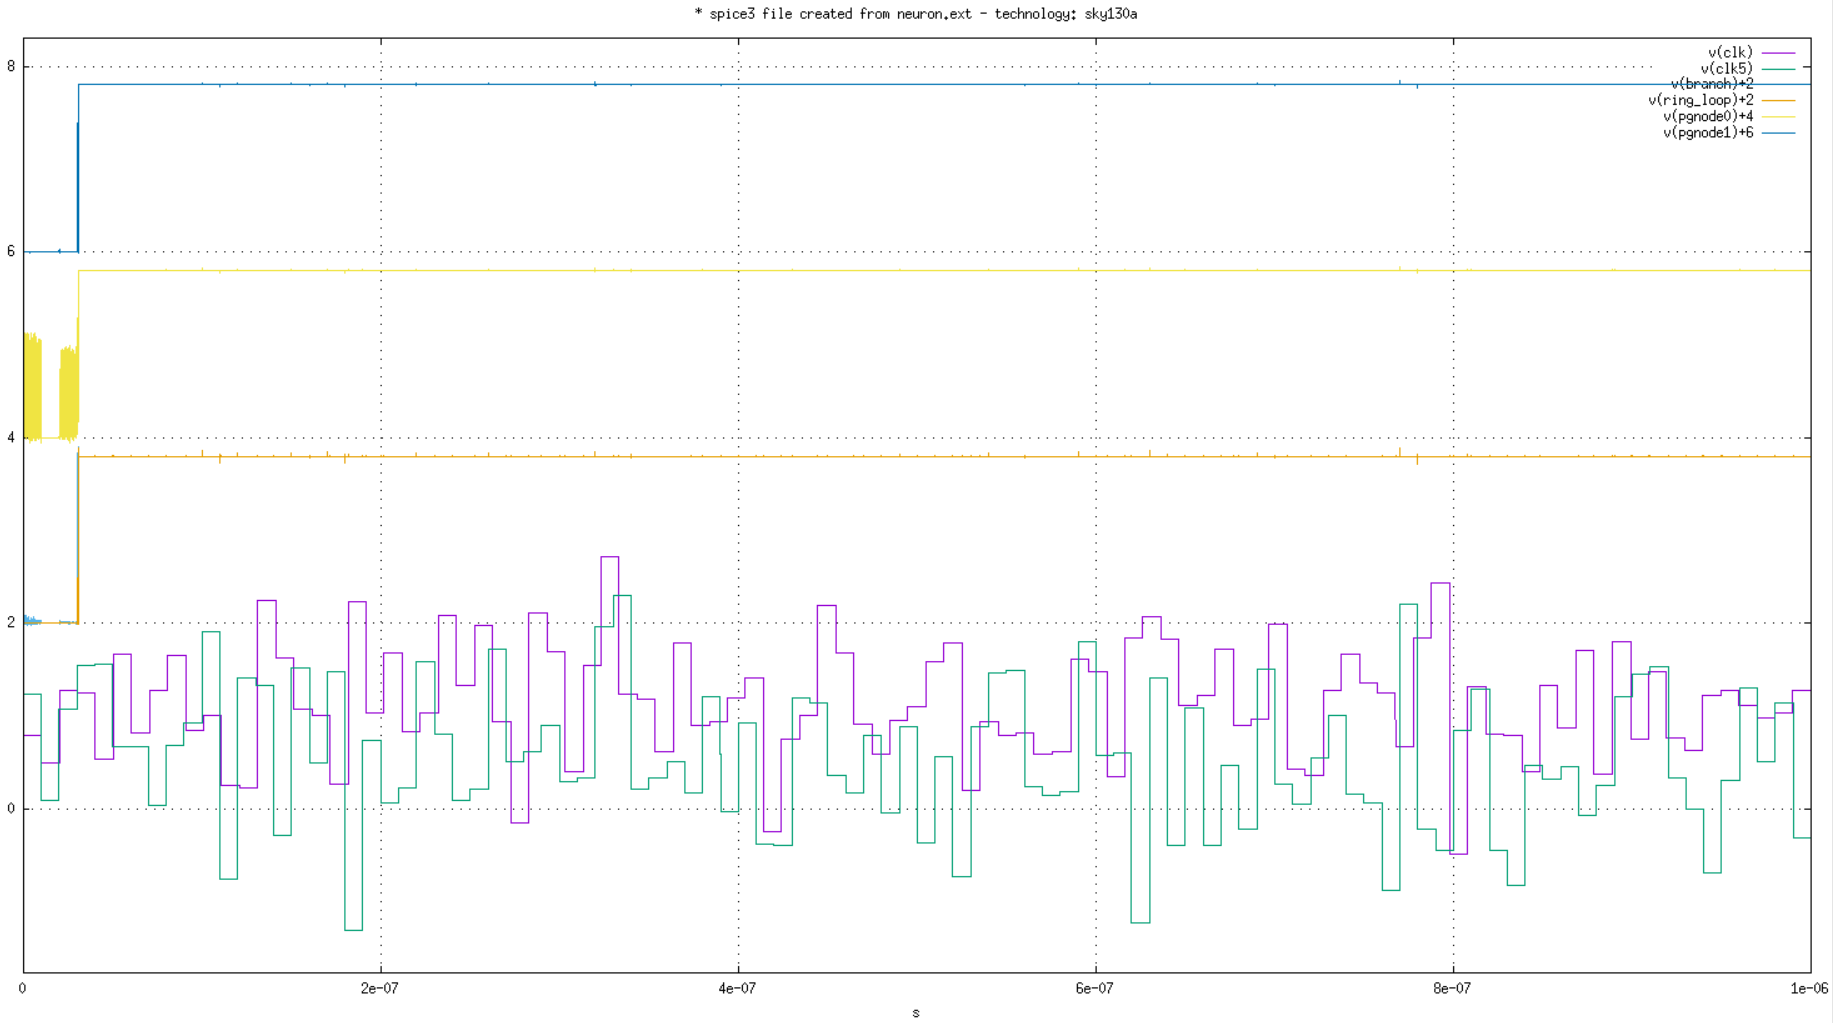 * spice3 file created from neuron.ext - technology: sky130a
v(clk)
v(clk5)
v(branch)+2
v(ring_loop)+2
v(pgnode0)+4
v(pgnode1)+6
8
6
4
2
0
0 2e-07 4e-07 6e-07 8e-07 1e-06
s